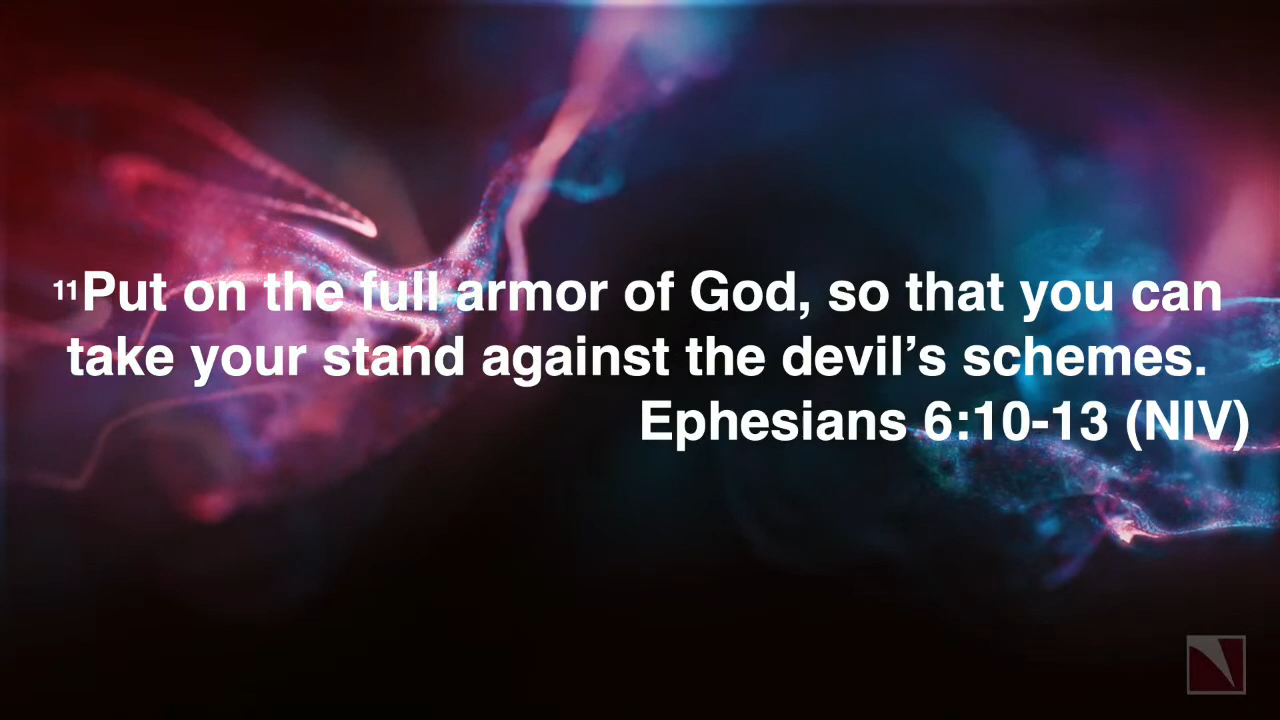 ¹¹Put on the full armor of God, so that you can
take your stand against the devil’s schemes.
Ephesians 6:10-13 (NIV)